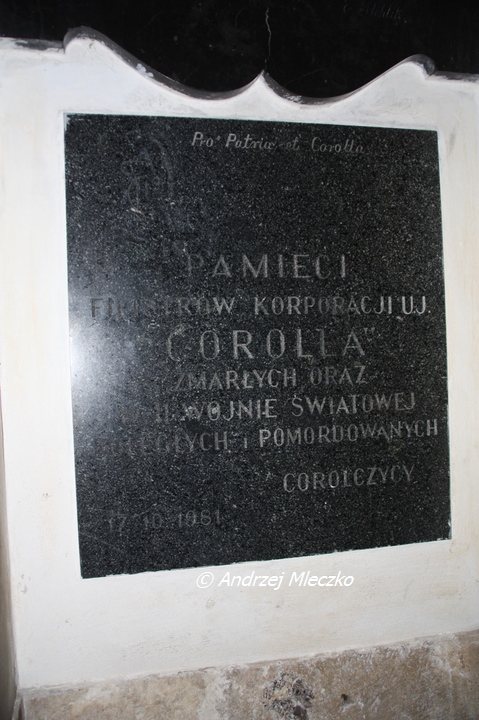 Pro Patria et Corolla
PAMIĘCI
FILISTRÓW KORPORACJI U.J.
"COROLLA"
ZMARŁYCH ORAZ
W II WOJNIE ŚWIATOWEJ
POLEGŁYCH i POMORDOWANYCH
COROLCZYCY
17.10.1981
© Andrzej Mleczko